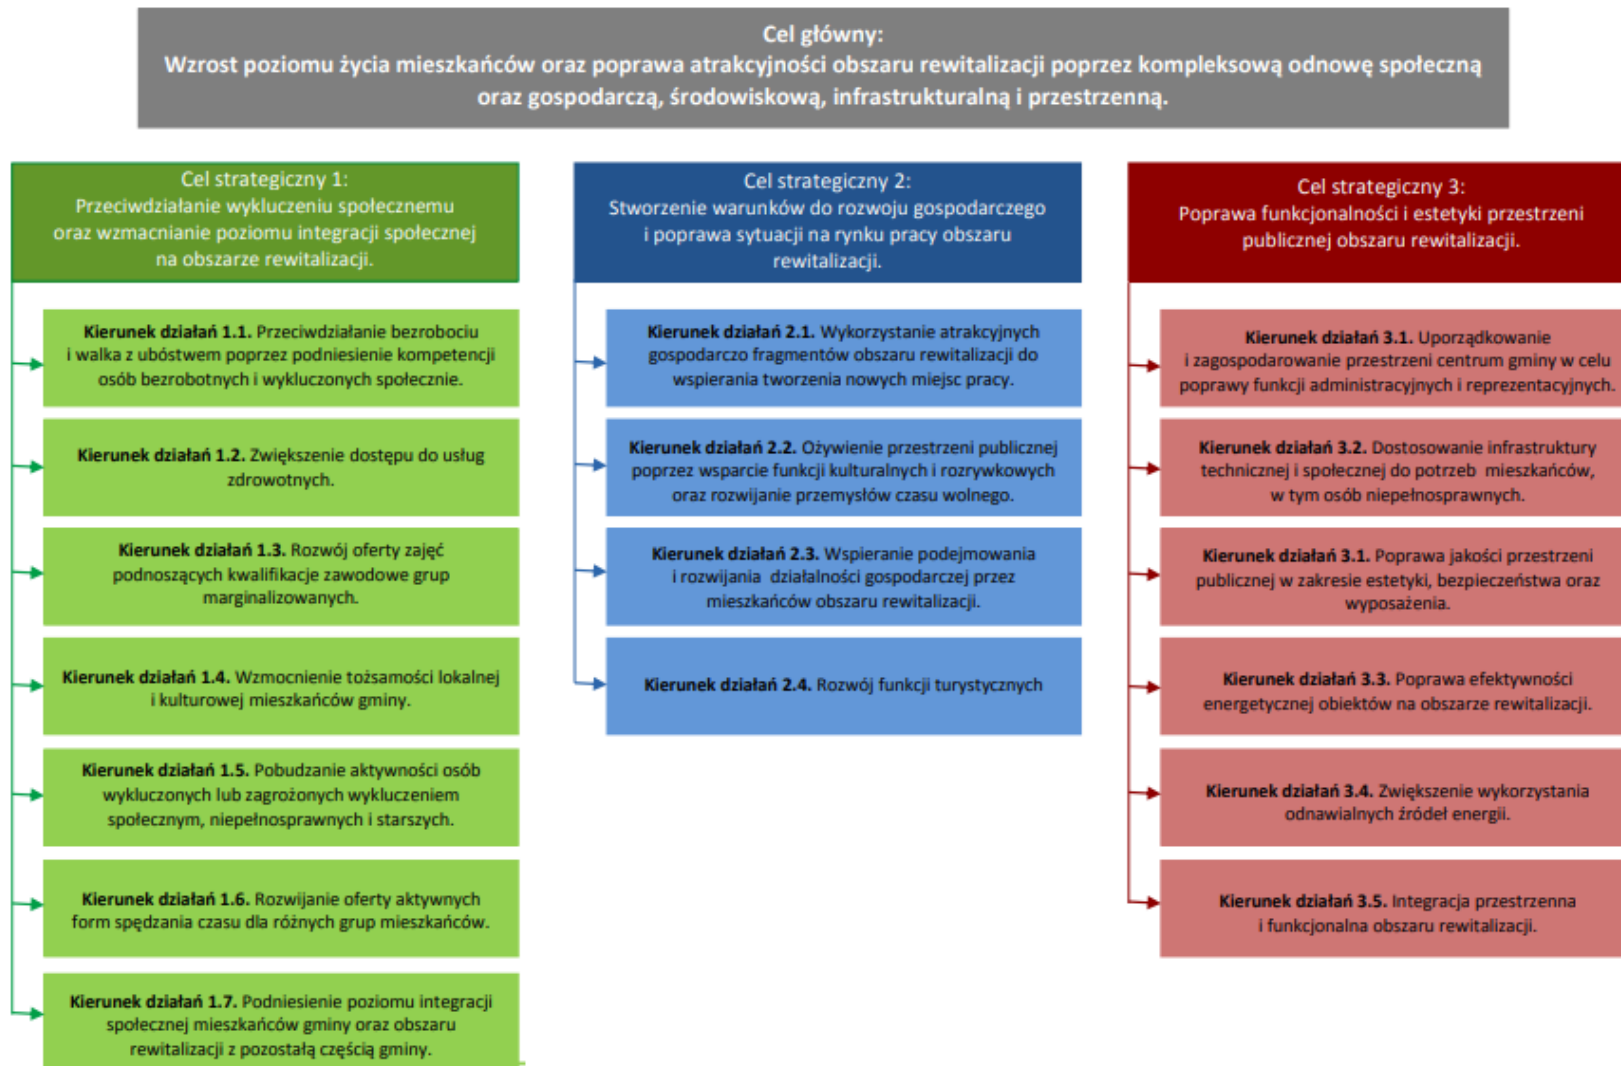 Cel główny:
Wzrost poziomu życia mieszkańców oraz poprawa atrakcyjności obszaru rewitalizacji poprzez kompleksową odnowę społeczną
oraz gospodarczą, środowiskową, infrastrukturalną i przestrzenną.
Cel strategiczny 1:
Przeciwdziałanie wykluczeniu społecznemu
oraz wzmacnianie poziomu integracji społecznej
na obszarze rewitalizacji.
Kierunek działań 1.1. Przeciwdziałanie bezrobociu
i walka z ubóstwem poprzez podniesienie kompetencji
osób bezrobotnych i wykluczonych społecznie.
Kierunek działań 1.2. Zwiększenie dostępu do usług
zdrowotnych.
Kierunek działań 1.3. Rozwój oferty zajęć
podnoszących kwalifikacje zawodowe grup
marginalizowanych.
Kierunek działań 1.4. Wzmocnienie tożsamości lokalnej
i kulturowej mieszkańców gminy.
Kierunek działań 1.5. Pobudzanie aktywności osób
wykluczonych lub zagrożonych wykluczeniem
społecznym, niepełnosprawnych i starszych.
Kierunek działań 1.6. Rozwijanie oferty aktywnych
form spędzania czasu dla różnych grup mieszkańców.
Kierunek działań 1.7. Podniesienie poziomu integracji
społecznej mieszkańców gminy oraz obszaru
rewitalizacji z pozostałą częścią gminy.
Cel strategiczny 2:
Stworzenie warunków do rozwoju gospodarczego
i poprawa sytuacji na rynku pracy obszaru
rewitalizacji.
Kierunek działań 2.1. Wykorzystanie atrakcyjnych
gospodarczo fragmentów obszaru rewitalizacji do
wspierania tworzenia nowych miejsc pracy.
Kierunek działań 2.2. Ożywienie przestrzeni publicznej
poprzez wsparcie funkcji kulturalnych i rozrywkowych
oraz rozwijanie przemysłów czasu wolnego.
Kierunek działań 2.3. Wspieranie podejmowania
i rozwijania działalności gospodarczej przez
mieszkańców obszaru rewitalizacji.
Kierunek działań 2.4. Rozwój funkcji turystycznych
Cel strategiczny 3:
Poprawa funkcjonalności i estetyki przestrzeni
publicznej obszaru rewitalizacji.
Kierunek działań 3.1. Uporządkowanie
i zagospodarowanie przestrzeni centrum gminy w celu
poprawy funkcji administracyjnych i reprezentacyjnych.
Kierunek działań 3.2. Dostosowanie infrastruktury
technicznej i społecznej do potrzeb mieszkańców,
w tym osób niepełnosprawnych.
Kierunek działań 3.1. Poprawa jakości przestrzeni
publicznej w zakresie estetyki, bezpieczeństwa oraz
wyposażenia.
Kierunek działań 3.3. Poprawa efektywności
energetycznej obiektów na obszarze rewitalizacji.
Kierunek działań 3.4. Zwiększenie wykorzystania
odnawialnych źródeł energii.
Kierunek działań 3.5. Integracja przestrzenna
i funkcjonalna obszaru rewitalizacji.